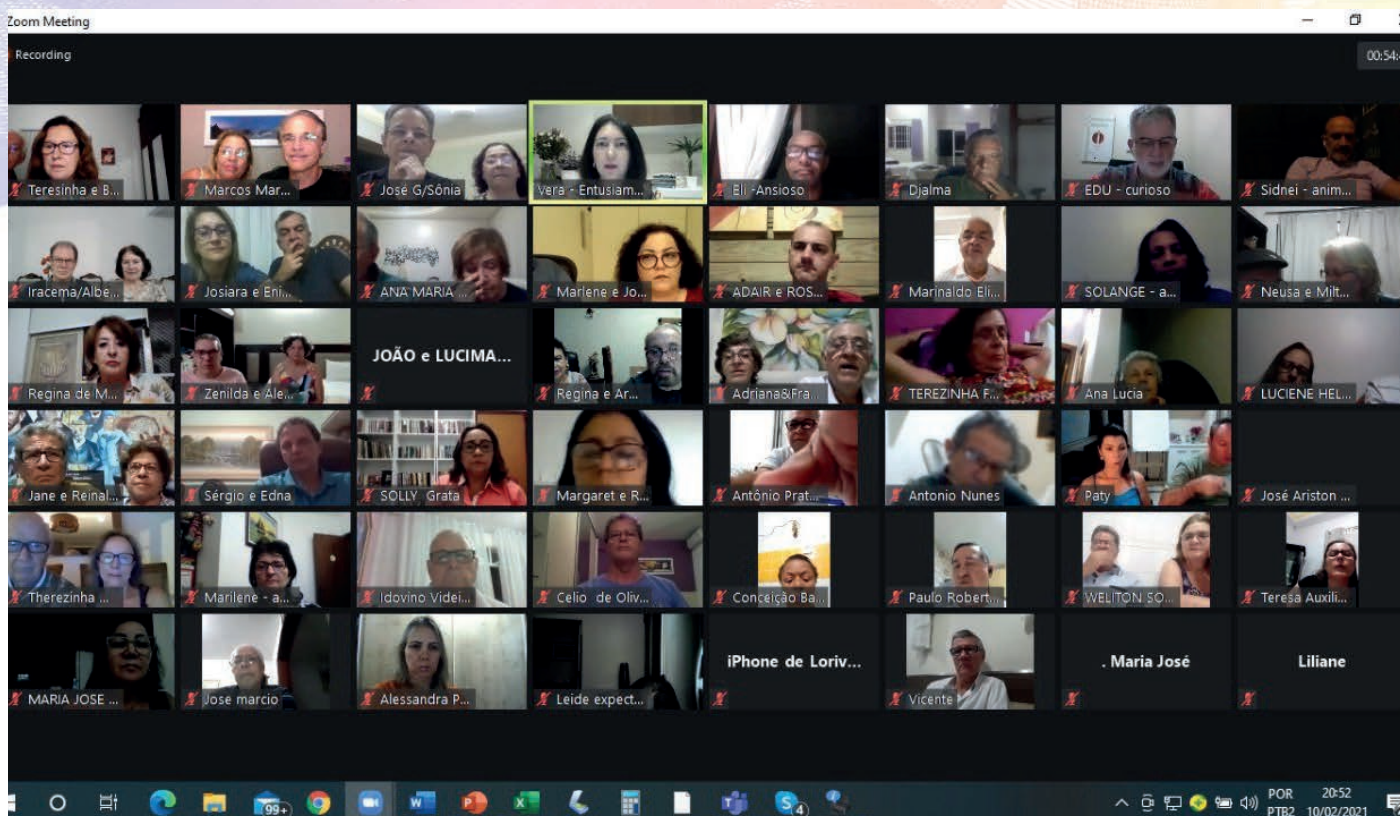 Zoom Meeting
Recording
00:54:
Teresinha e B...
Marcos Mar...
José G/Sônia
Vera - Entusiam...
Eli -Ansioso
Djalma
EDU - curioso
Sidnei - anim...
Iracema/Albe...
Josiara e Eni...
ANA MARIA ...
Marlene e Jo...
ADAIR e ROS...
Marinaldo Eli...
SOLANGE - a...
Neusa e Milt...
Regina de M...
Zenilda e Ale...
JOÃO e LUCIMA...
Regina e Ar...
Adriana&Fra...
TEREZINHA F...
Ana Lucia
LUCIENE HEL...
Jane e Reinal...
Sérgio e Edna
SOLLY Grata
Margaret e R...
Antônio Prat...
Antonio Nunes
Paty
José Ariston ...
Therezinha ...
Marilene - a...
Idovino Videi...
Celio de Oliv...
Conceição Ba...
Paulo Robert...
WELITON SO...
Teresa Auxili...
MARIA JOSE ...
Jose marcio
Alessandra P...
Leide expect...
iPhone de Loriv...
Vicente
. Maria José
Liliane
99+
4
POR
PTB2
20:52
10/02/2021